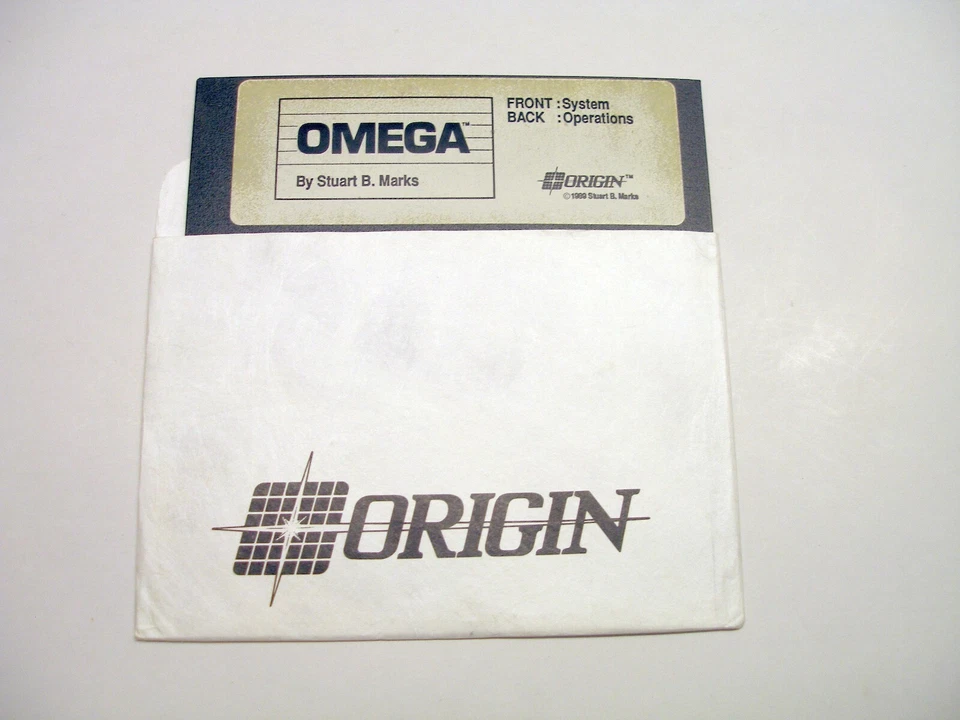 OMEGA™
By Stuart B. Marks
FRONT :System
BACK :Operations
ORIGIN™
©1989 Stuart B. Marks
ORIGIN